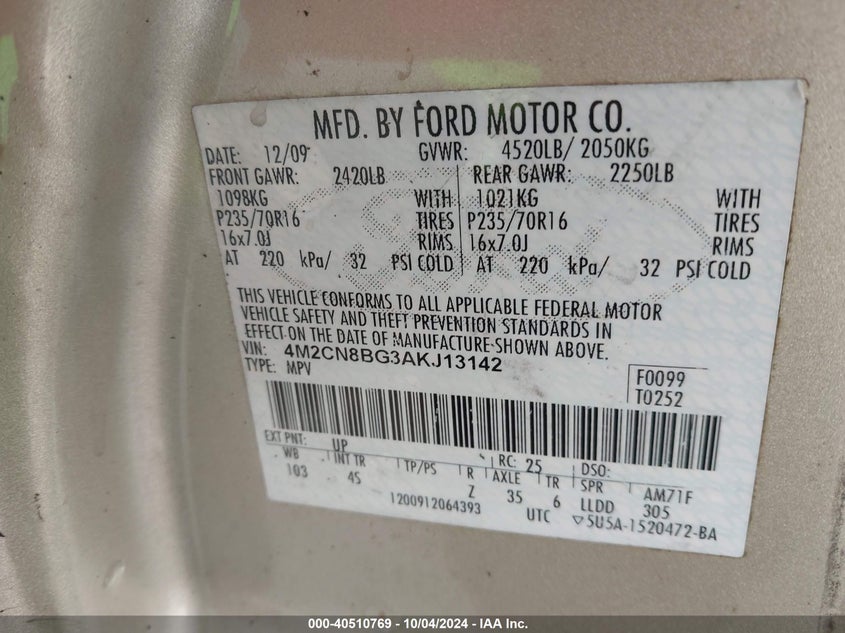 MFD. BY FORD MOTOR CO.
DATE: 12/09 GVWR: 4520LB/ 2050KG
FRONT GAWR: 2420LB REAR GAWR: 2250LB
1098KG WITH 1021KG WITH
P235/70R16 TIRES P235/70R16 TIRES
16x7.0J RIMS 16x7.0J RIMS
AT 220 kPa/ 32 PSI COLD AT 220 kPa/ 32 PSI COLD
THIS VEHICLE CONFORMS TO ALL APPLICABLE FEDERAL MOTOR
VEHICLE SAFETY AND THEFT PREVENTION STANDARDS IN
EFFECT ON THE DATE OF MANUFACTURE SHOWN ABOVE.
VIN: 4M2CN8BG3AKJ13142
TYPE: MPV
F0099
T0252
EXT PNT: UP RC: 25 DSO:
WB INT TR TP/PS R AXLE TR SPR AM71F
103 45 Z 35 6 LLDD 305
1200912064393 UTC ▽5U5A-1520472-BA
000-40510769 - 10/04/2024 - IAA Inc.